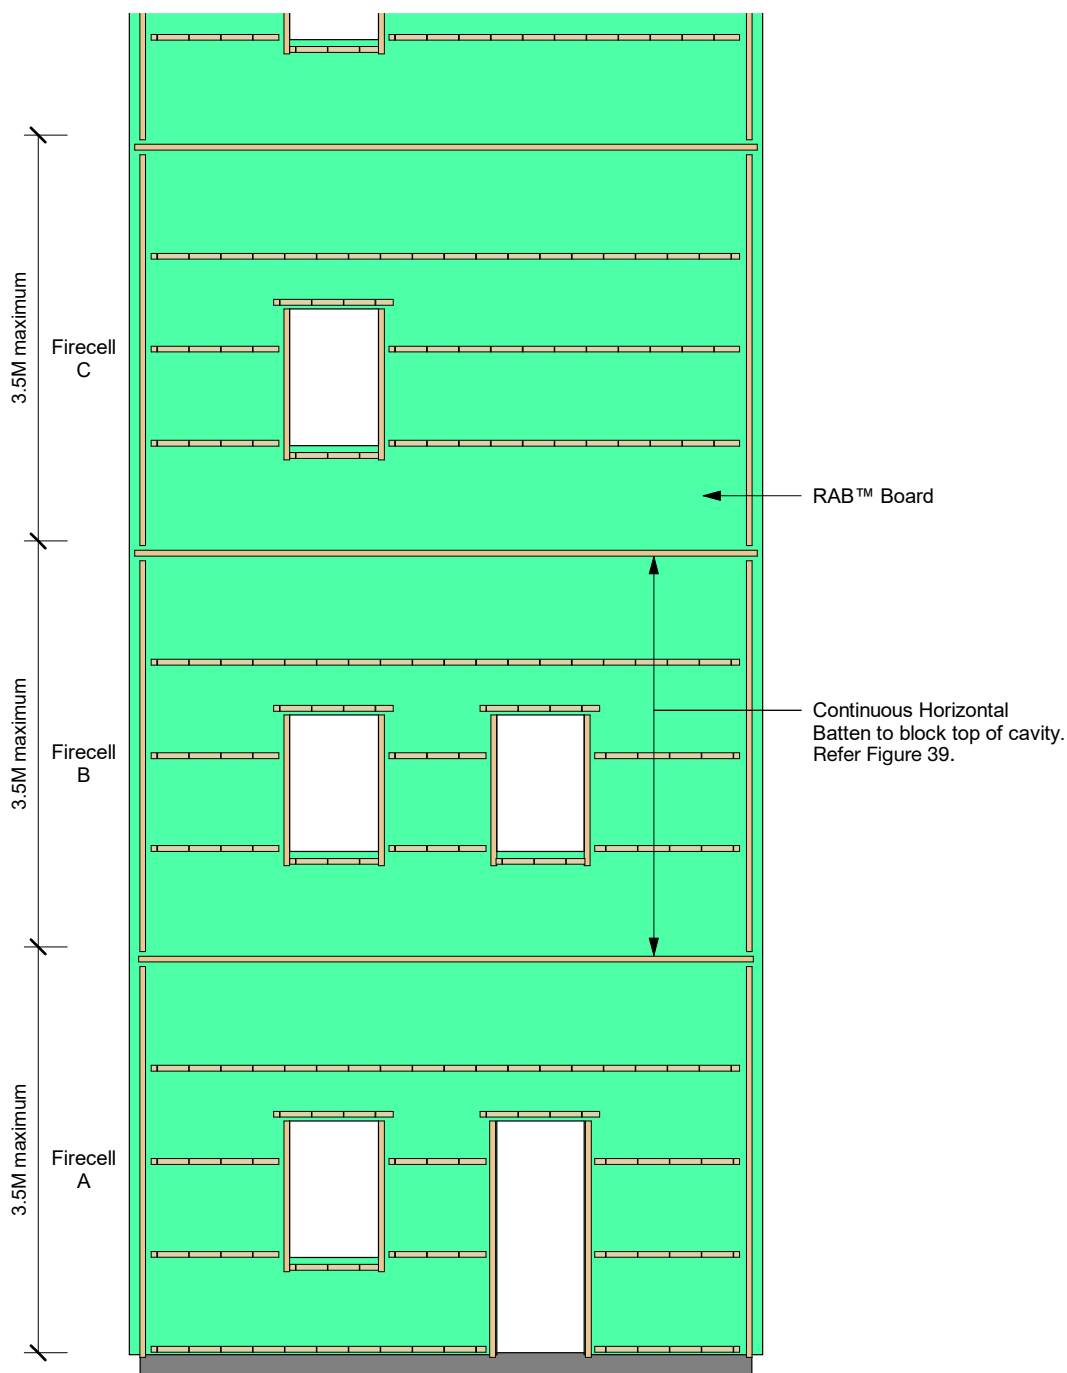 3.5M maximum
Firecell
C
RAB™ Board
3.5M maximum
Firecell
B
Continuous Horizontal
Batten to block top of cavity.
Refer Figure 39.
3.5M maximum
Firecell
A